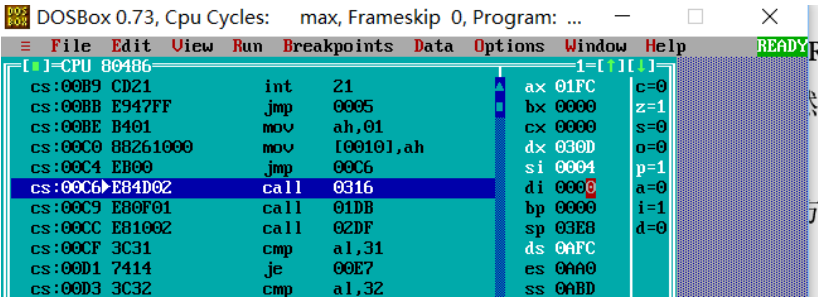 DOSBox 0.73, Cpu Cycles: max, Frameskip 0, Program: ...
≡ File Edit View Run Breakpoints Data Options Window Help READY
[■]=CPU 80486 1=[↑][↓]
cs:00B9 CD21 int 21 ax 01FC c=0
cs:00BB E947FF jmp 0005 bx 0000 z=1
cs:00BE B401 mov ah,01 cx 0000 s=0
cs:00C0 88261000 mov [0010],ah dx 030D o=0
cs:00C4 EB00 jmp 00C6 si 0004 p=1
cs:00C6►E84D02 call 0316 di 0000 a=0
cs:00C9 E80F01 call 01DB bp 0000 i=1
cs:00CC E81002 call 02DF sp 03E8 d=0
cs:00CF 3C31 cmp al,31 ds 0AFC
cs:00D1 7414 je 00E7 es 0AA0
cs:00D3 3C32 cmp al,32 ss 0ABD